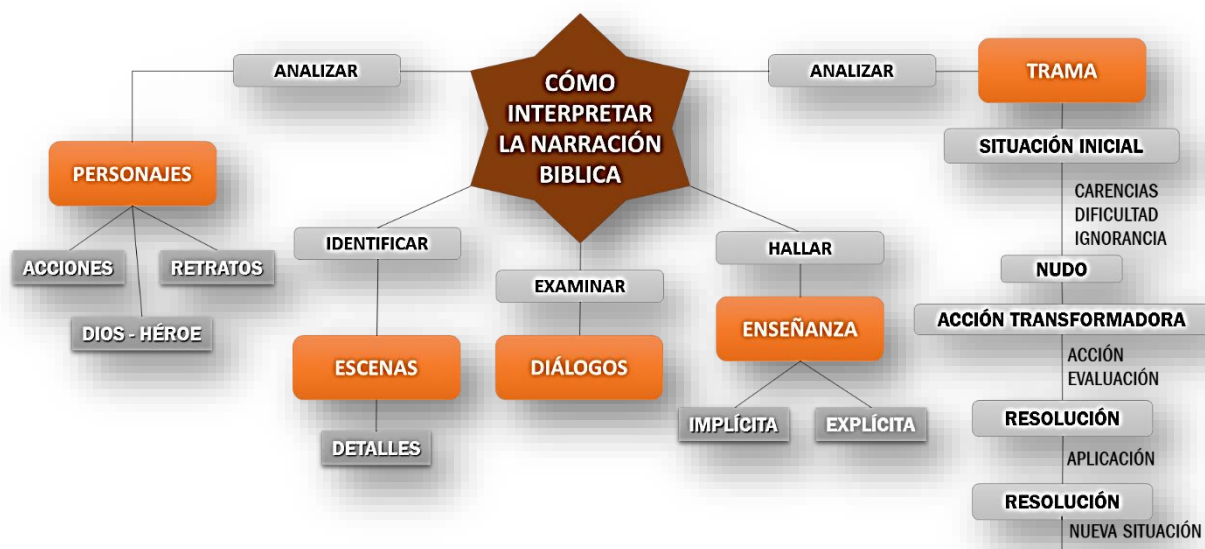 CÓMO
INTERPRETAR
LA NARRACIÓN
BIBLICA
ANALIZAR
PERSONAJES
ACCIONES
RETRATOS
DIOS - HÉROE
IDENTIFICAR
ESCENAS
DETALLES
EXAMINAR
DIÁLOGOS
HALLAR
ENSEÑANZA
IMPLÍCITA
EXPLÍCITA
ANALIZAR
TRAMA
SITUACIÓN INICIAL
CARENCIAS
DIFICULTAD
IGNORANCIA
NUDO
ACCIÓN TRANSFORMADORA
ACCIÓN
EVALUACIÓN
RESOLUCIÓN
APLICACIÓN
RESOLUCIÓN
NUEVA SITUACIÓN